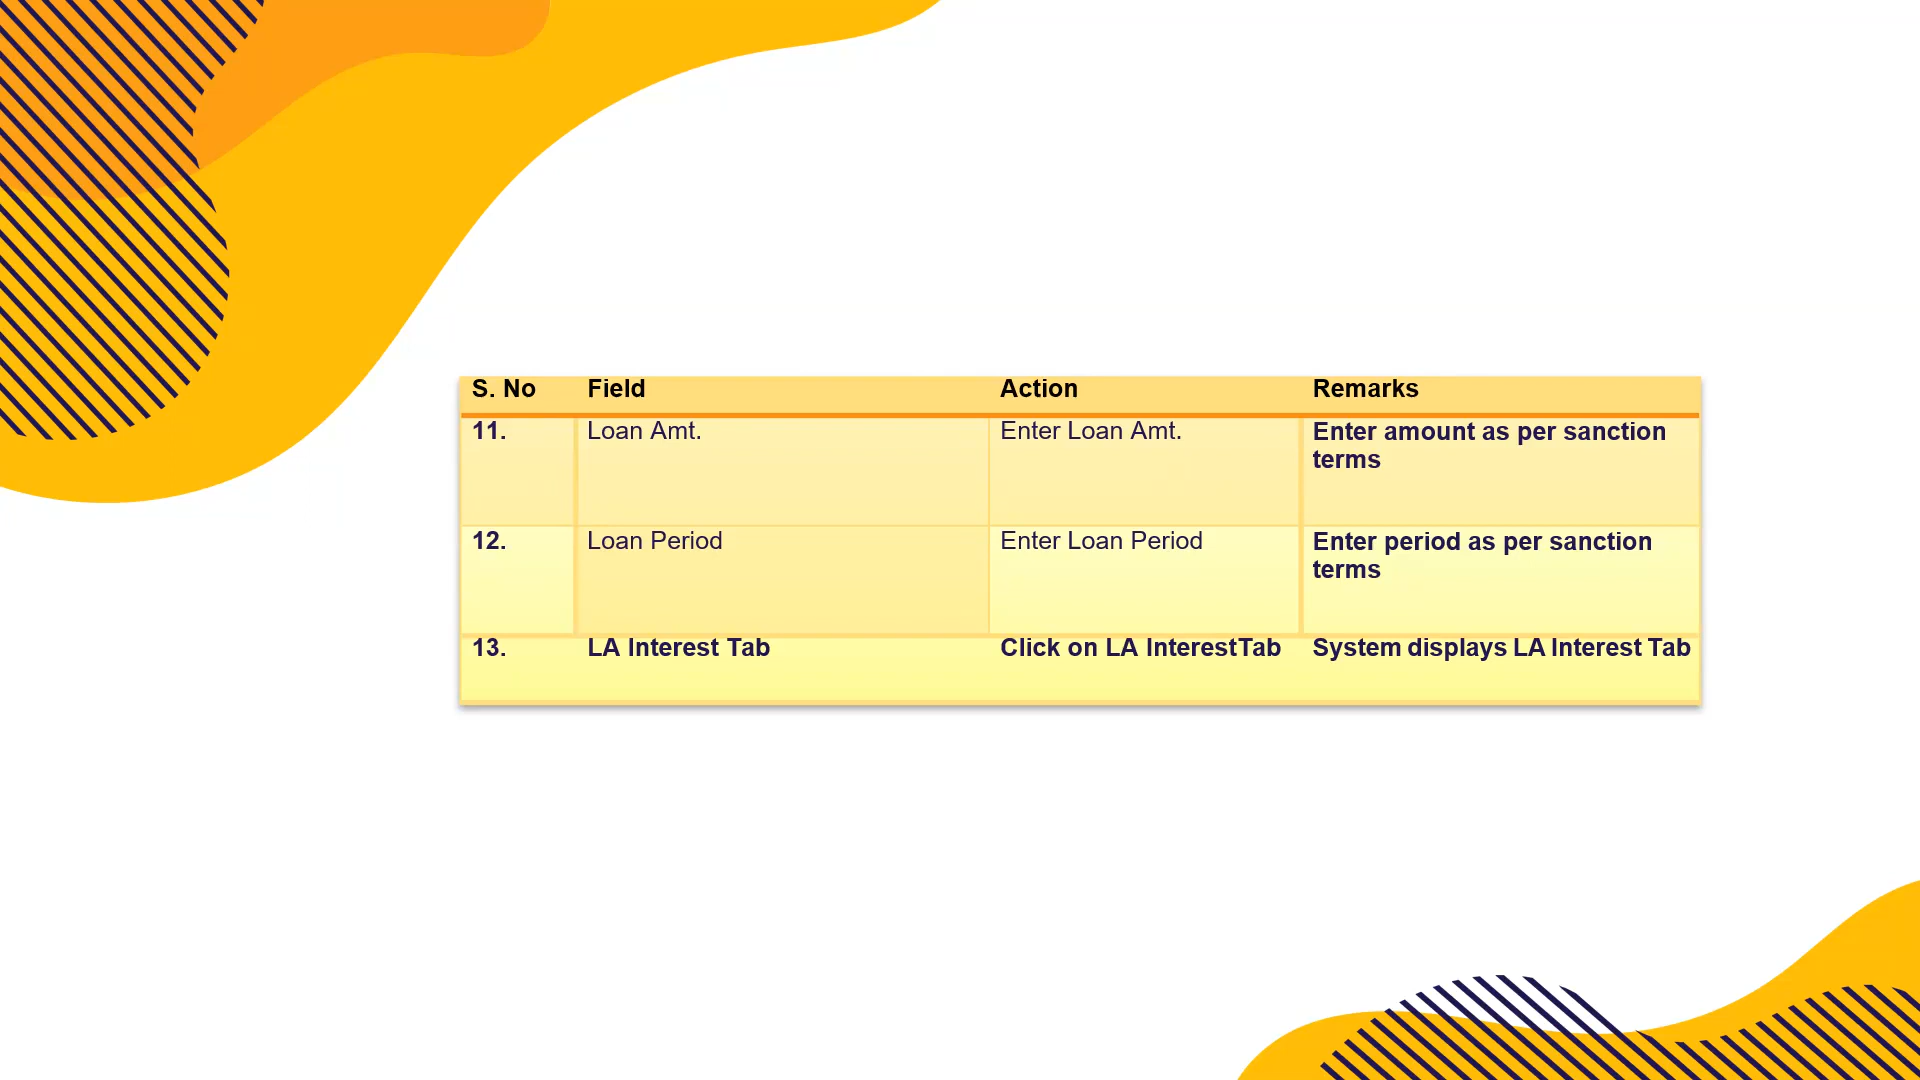 S. No Field Action Remarks
11. Loan Amt. Enter Loan Amt. Enter amount as per sanction
terms
12. Loan Period Enter Loan Period Enter period as per sanction
terms
13. LA Interest Tab Click on LA InterestTab System displays LA Interest Tab